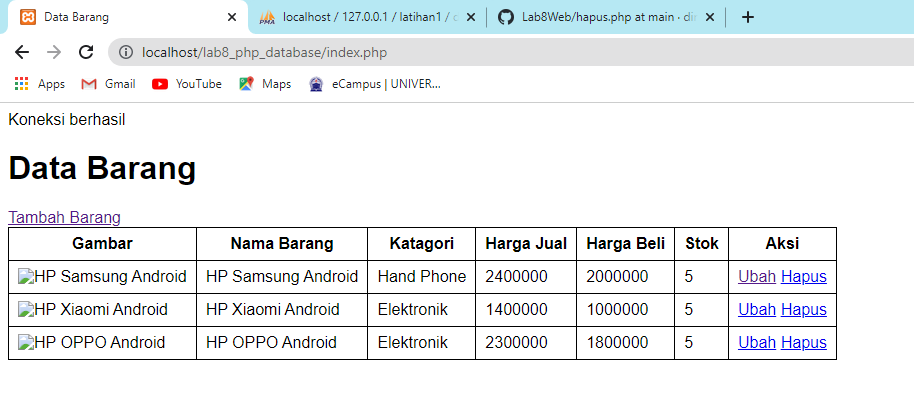 Data Barang
localhost / 127.0.0.1 / latihan1 /
Lab8Web/hapus.php at main ·
localhost/lab8_php_database/index.php
Apps Gmail YouTube Maps eCampus | UNIVER...
Koneksi berhasil
Data Barang
Tambah Barang
Gambar Nama Barang Katagori Harga Jual Harga Beli Stok Aksi
HP Samsung Android HP Samsung Android Hand Phone 2400000 2000000 5 Ubah Hapus
HP Xiaomi Android HP Xiaomi Android Elektronik 1400000 1000000 5 Ubah Hapus
HP OPPO Android HP OPPO Android Elektronik 2300000 1800000 5 Ubah Hapus